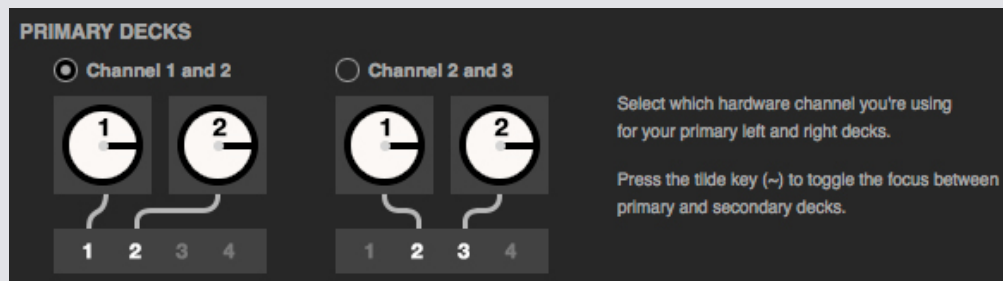 PRIMARY DECKS
Channel 1 and 2
Channel 2 and 3
1 2
1 2
Select which hardware channel you're using
for your primary left and right decks.
Press the tilde key (~) to toggle the focus between
primary and secondary decks.
1 2 3 4
1 2 3 4